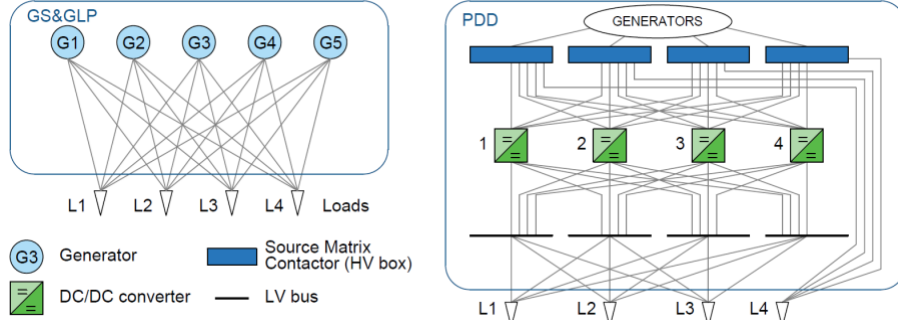 GS&GLP
G1 G2 G3 G4 G5
L1 L2 L3 L4 Loads
G3 Generator
Source Matrix
Contactor (HV box)
DC/DC converter
LV bus
PDD
GENERATORS
1 2 3 4
L1 L2 L3 L4